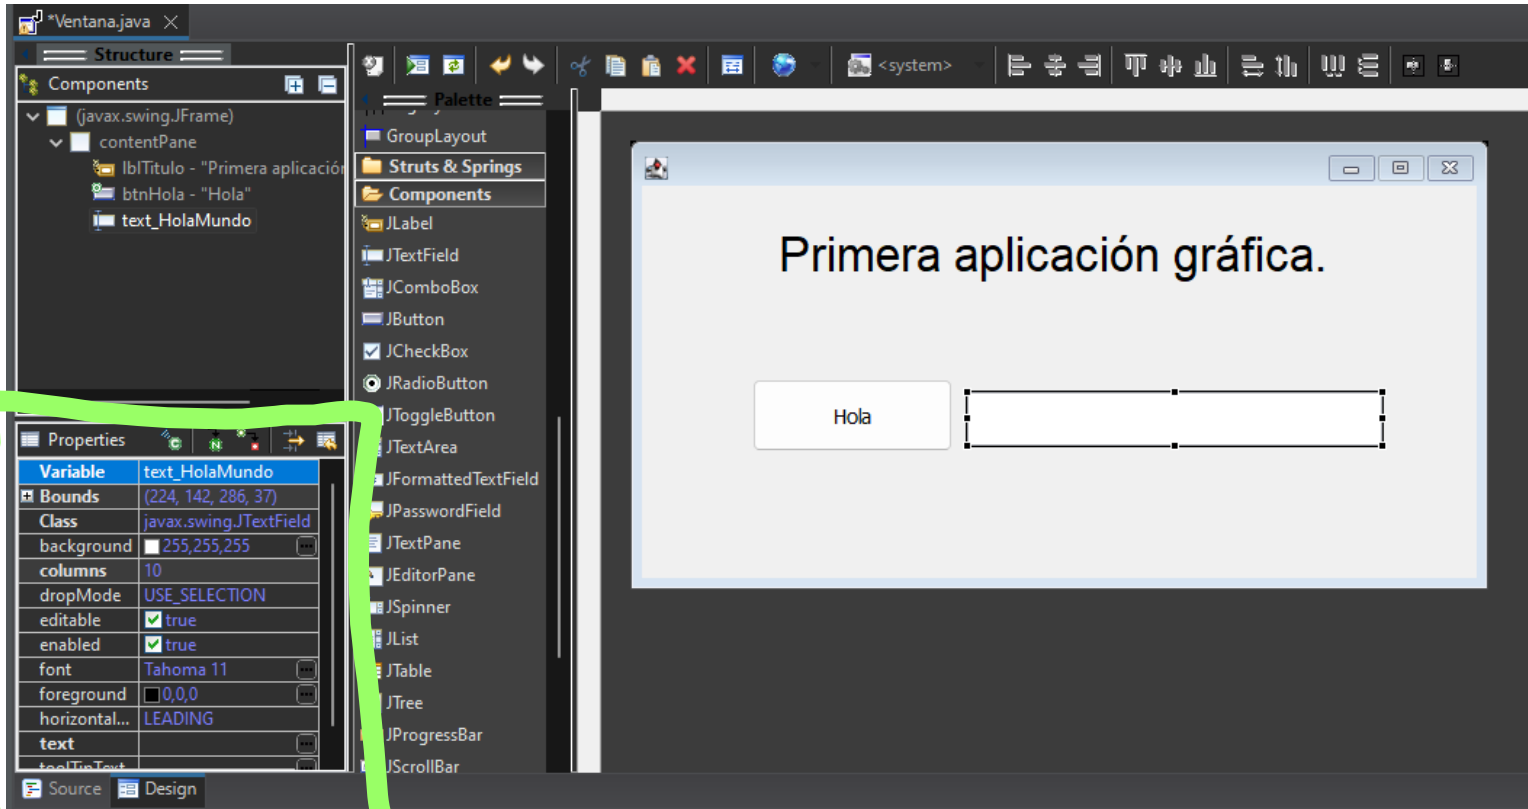 *Ventana.java
Structure
Components
(javax.swing.JFrame)
contentPane
lblTitulo - "Primera aplicación
btnHola - "Hola"
text_HolaMundo
Properties
Variable text_HolaMundo
Bounds (224, 142, 286, 37)
Class javax.swing.JTextField
background 255,255,255
columns 10
dropMode USE_SELECTION
editable true
enabled true
font Tahoma 11
foreground 0,0,0
horizontal... LEADING
text
toolTipText
Source Design
Palette
GroupLayout
Struts & Springs
Components
JLabel
JTextField
JComboBox
JButton
JCheckBox
JRadioButton
JToggleButton
JTextArea
JFormattedTextField
JPasswordField
JTextPane
JEditorPane
JSpinner
JList
JTable
JTree
JProgressBar
JScrollBar
<system>
Primera aplicación gráfica.
Hola